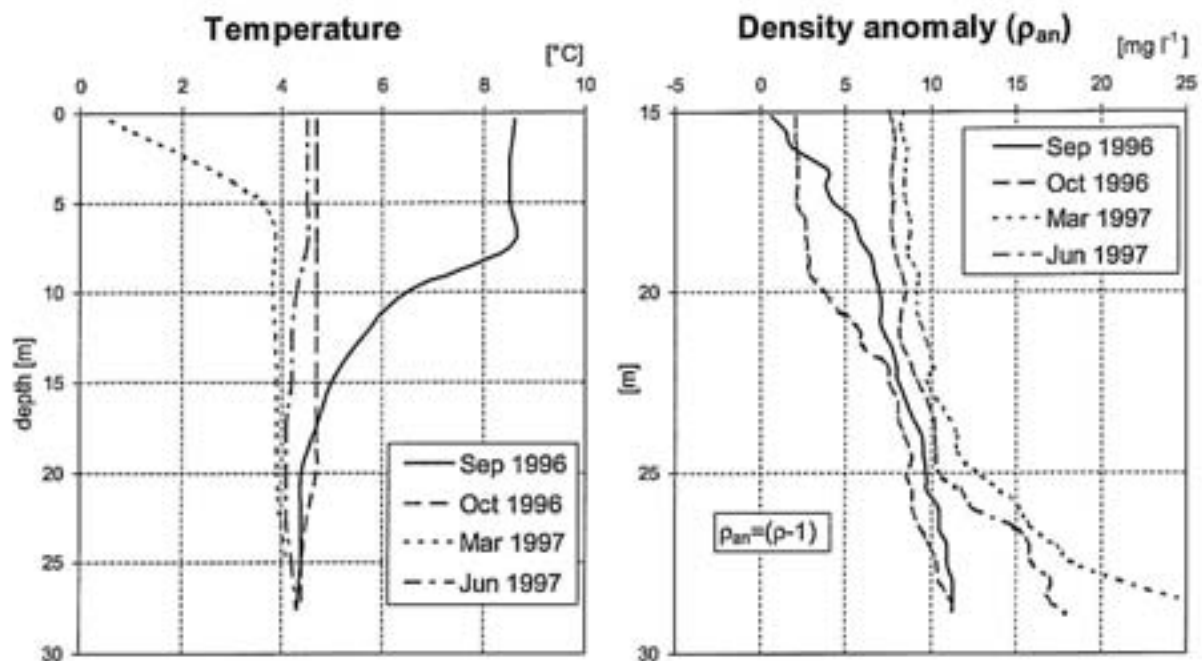 Temperature
[°C]
0 2 4 6 8 10
0
5
10
15
20
25
30
depth [m]
Sep 1996
Oct 1996
Mar 1997
Jun 1997
Density anomaly (ρan)
[mg l-1]
-5 0 5 10 15 20 25
15
20
25
30
[m]
Sep 1996
Oct 1996
Mar 1997
Jun 1997
ρan=(ρ-1)